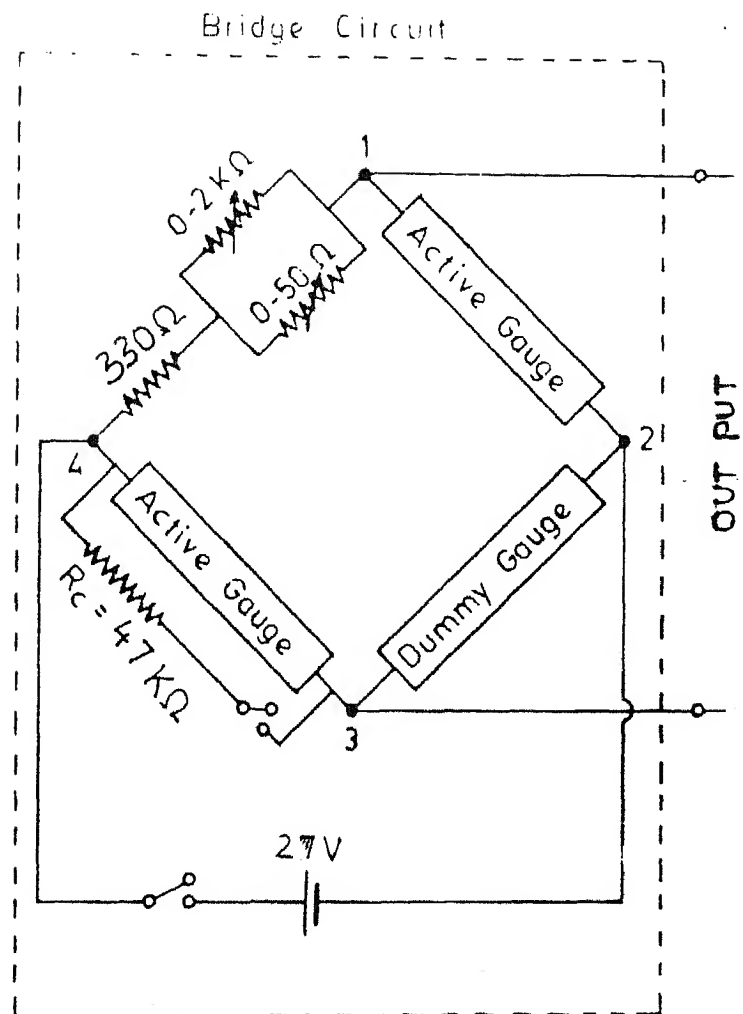 Bridge Circuit
1
0-2KΩ
0-50Ω
330Ω
Active Gauge
2
OUT PUT
4
Active Gauge
Rc = 47KΩ
Dummy Gauge
3
27V